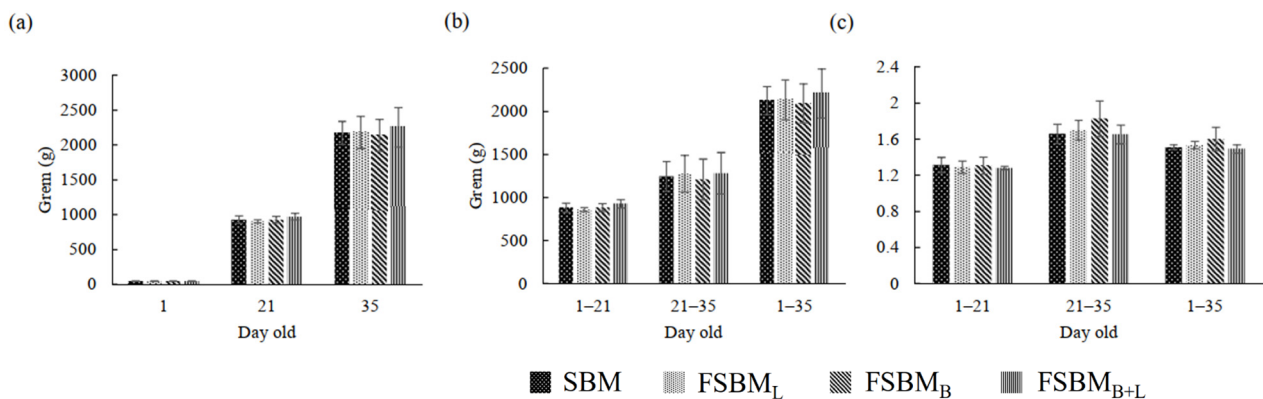 (a)
3000
2500
2000
1500
1000
500
0
Grem (g)
1 21 35
Day old
(b)
2500
2000
1500
1000
500
0
Grem (g)
1–21 21–35 1–35
Day old
(c)
2.4
2
1.6
1.2
0.8
0.4
0
1–21 21–35 1–35
Day old
SBM FSBML FSBMB FSBMB+L